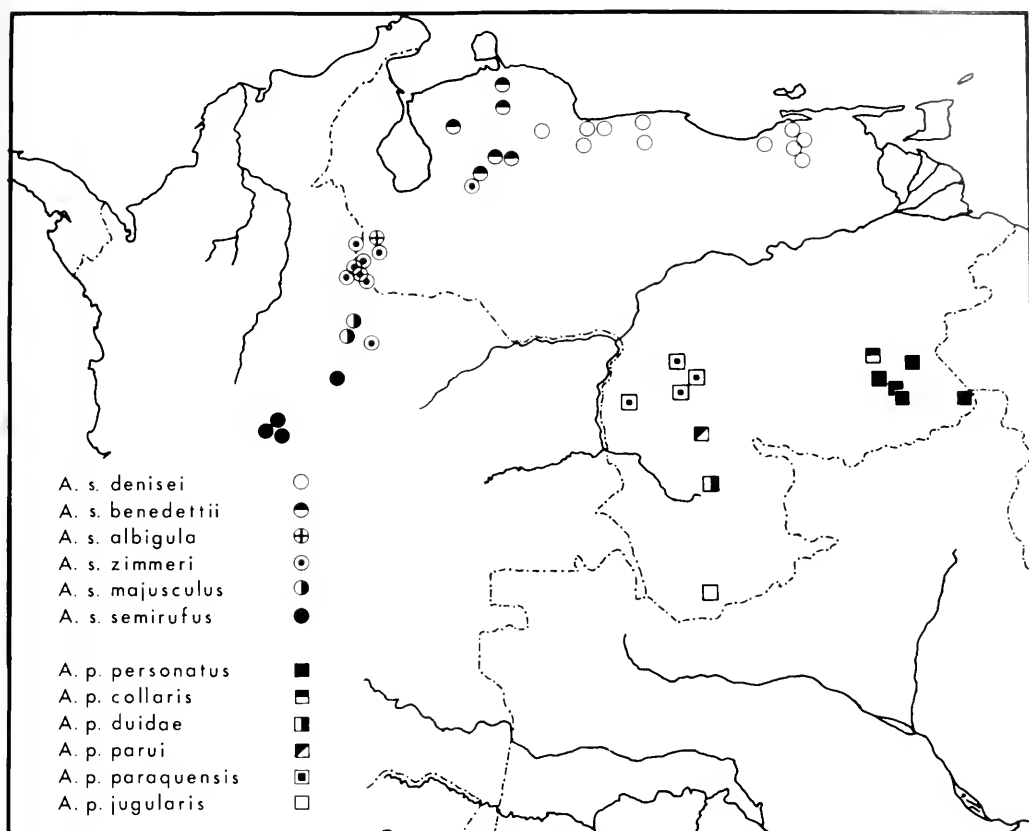 A. s. denisei
A. s. benedettii
A. s. albigula
A. s. zimmeri
A. s. majusculus
A. s. semirufus
A. p. personatus
A. p. collaris
A. p. duidae
A. p. parui
A. p. paraquensis
A. p. jugularis